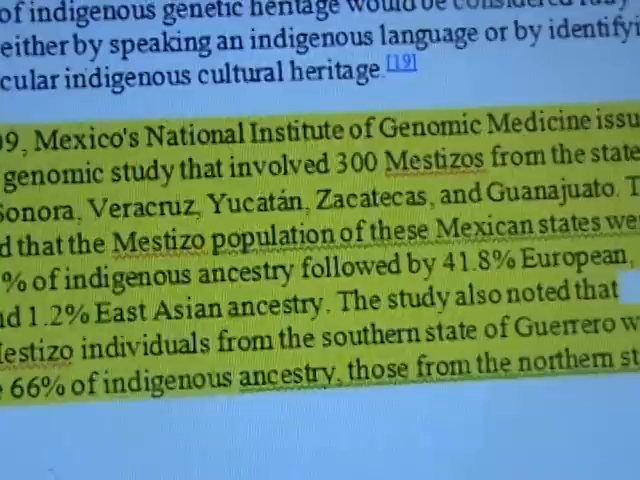 of indigenous genetic heritage would be considered
either by speaking an indigenous language or by identifyi
cular indigenous cultural heritage.[19]
09, Mexico's National Institute of Genomic Medicine issu
genomic study that involved 300 Mestizos from the state
Sonora, Veracruz, Yucatán, Zacatecas, and Guanajuato. T
d that the Mestizo population of these Mexican states we
% of indigenous ancestry followed by 41.8% European,
nd 1.2% East Asian ancestry. The study also noted that
Mestizo individuals from the southern state of Guerrero w
66% of indigenous ancestry, those from the northern st